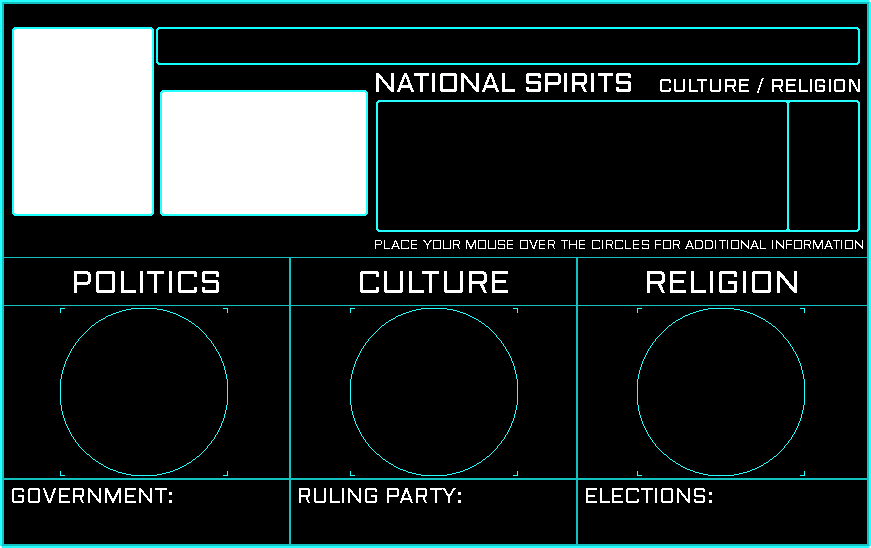 NATIONAL SPIRITS
CULTURE / RELIGION
PLACE YOUR MOUSE OVER THE CIRCLES FOR ADDITIONAL INFORMATION
POLITICS
CULTURE
RELIGION
GOVERNMENT:
RULING PARTY:
ELECTIONS: